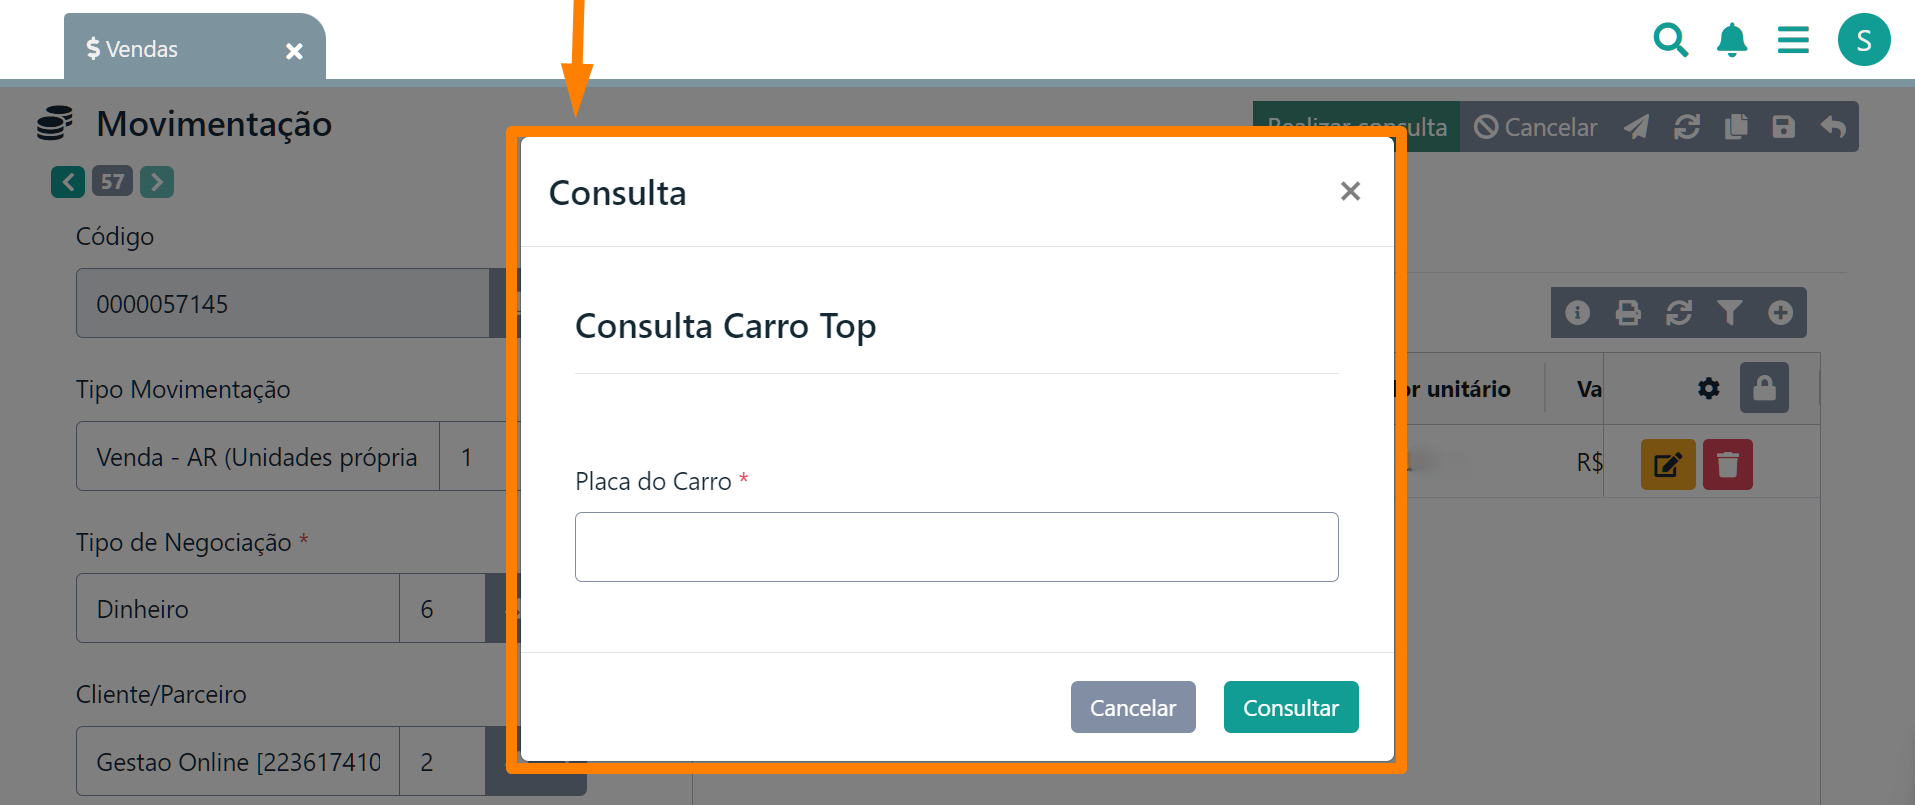 $ Vendas
S
Movimentação
Realizar consulta
Cancelar
57
Código
0000057145
Tipo Movimentação
Venda - AR (Unidades própria
1
Tipo de Negociação *
Dinheiro
6
Cliente/Parceiro
Gestao Online [223617410
2
Consulta
Consulta Carro Top
Placa do Carro *
Cancelar
Consultar
or unitário
Va
R$